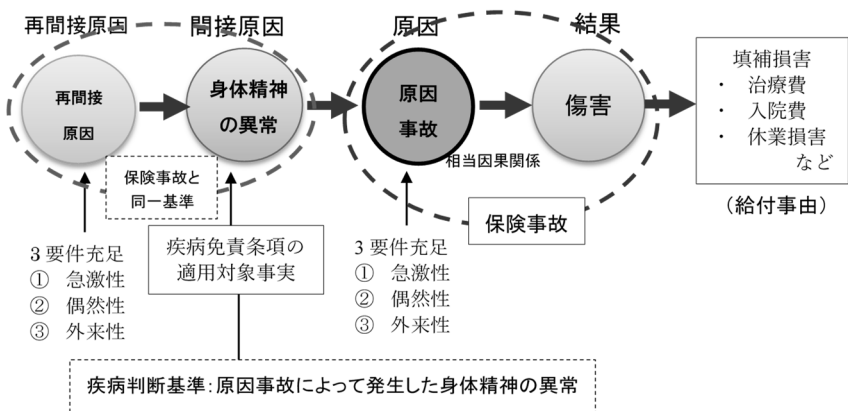 再間接原因
間接原因
原因
結果
再間接
原因
身体精神
の異常
原因
事故
傷害
相当因果関係
填補損害
・ 治療費
・ 入院費
・ 休業損害
など
(給付事由)
保険事故と
同一基準
保険事故
3要件充足
① 急激性
② 偶然性
③ 外来性
疾病免責条項の
適用対象事実
3要件充足
① 急激性
② 偶然性
③ 外来性
疾病判断基準:原因事故によって発生した身体精神の異常